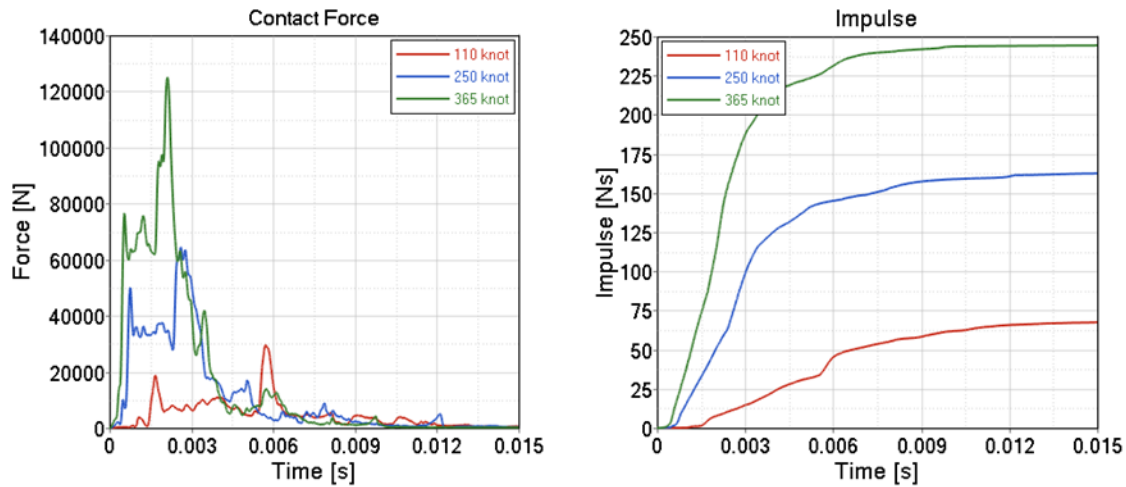 Contact Force
140000
120000
100000
80000
60000
40000
20000
0
Force [N]
110 knot
250 knot
365 knot
0 0.003 0.006 0.009 0.012 0.015
Time [s]
Impulse
250
225
200
175
150
125
100
75
50
25
0
Impulse [Ns]
110 knot
250 knot
365 knot
0 0.003 0.006 0.009 0.012 0.015
Time [s]